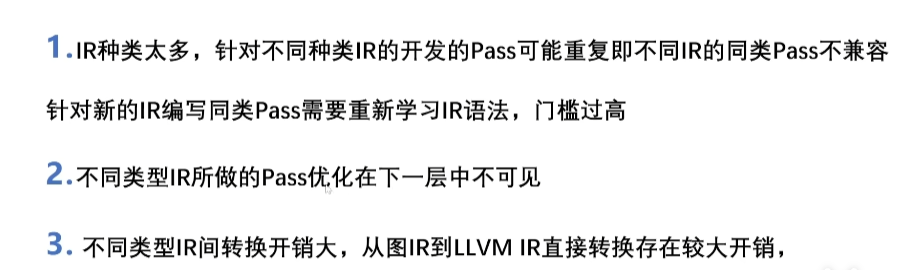 1.IR种类太多，针对不同种类IR的开发的Pass可能重复即不同IR的同类Pass不兼容
针对新的IR编写同类Pass需要重新学习IR语法，门槛过高
2.不同类型IR所做的Pass优化在下一层中不可见
3. 不同类型IR间转换开销大，从图IR到LLVM IR直接转换存在较大开销，